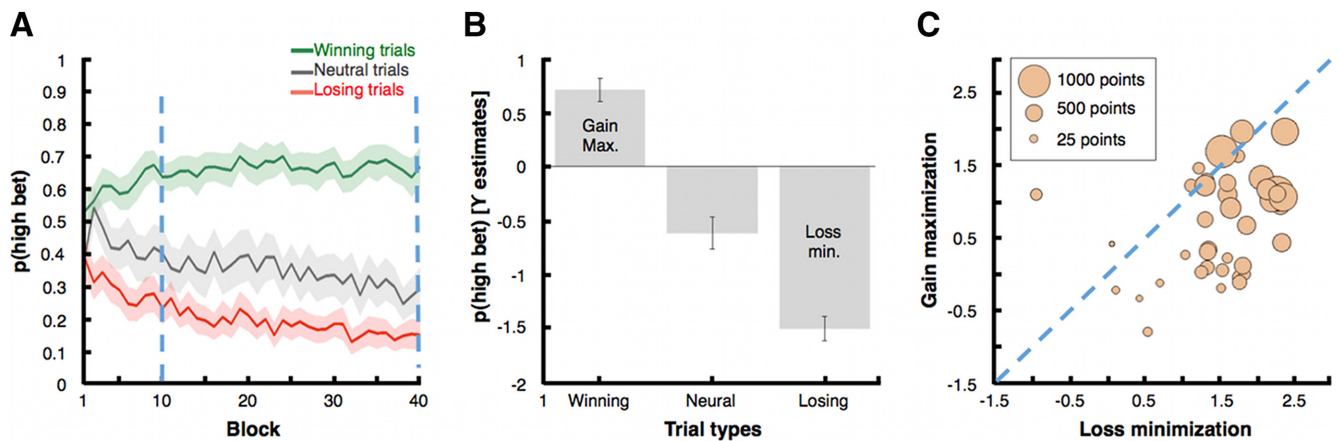 A
Winning trials
Neutral trials
Losing trials
p(high bet)
1
0.9
0.8
0.7
0.6
0.5
0.4
0.3
0.2
0.1
0
1 10 20 30 40
Block
B
p(high bet) [Y estimates]
1
0.5
0
-0.5
-1
-1.5
-2
Gain
Max.
Loss
min.
1 Winning Neural Losing
Trial types
C
1000 points
500 points
25 points
Gain maximization
2.5
1.5
0.5
-0.5
-1.5
-1.5 -0.5 0.5 1.5 2.5
Loss minimization